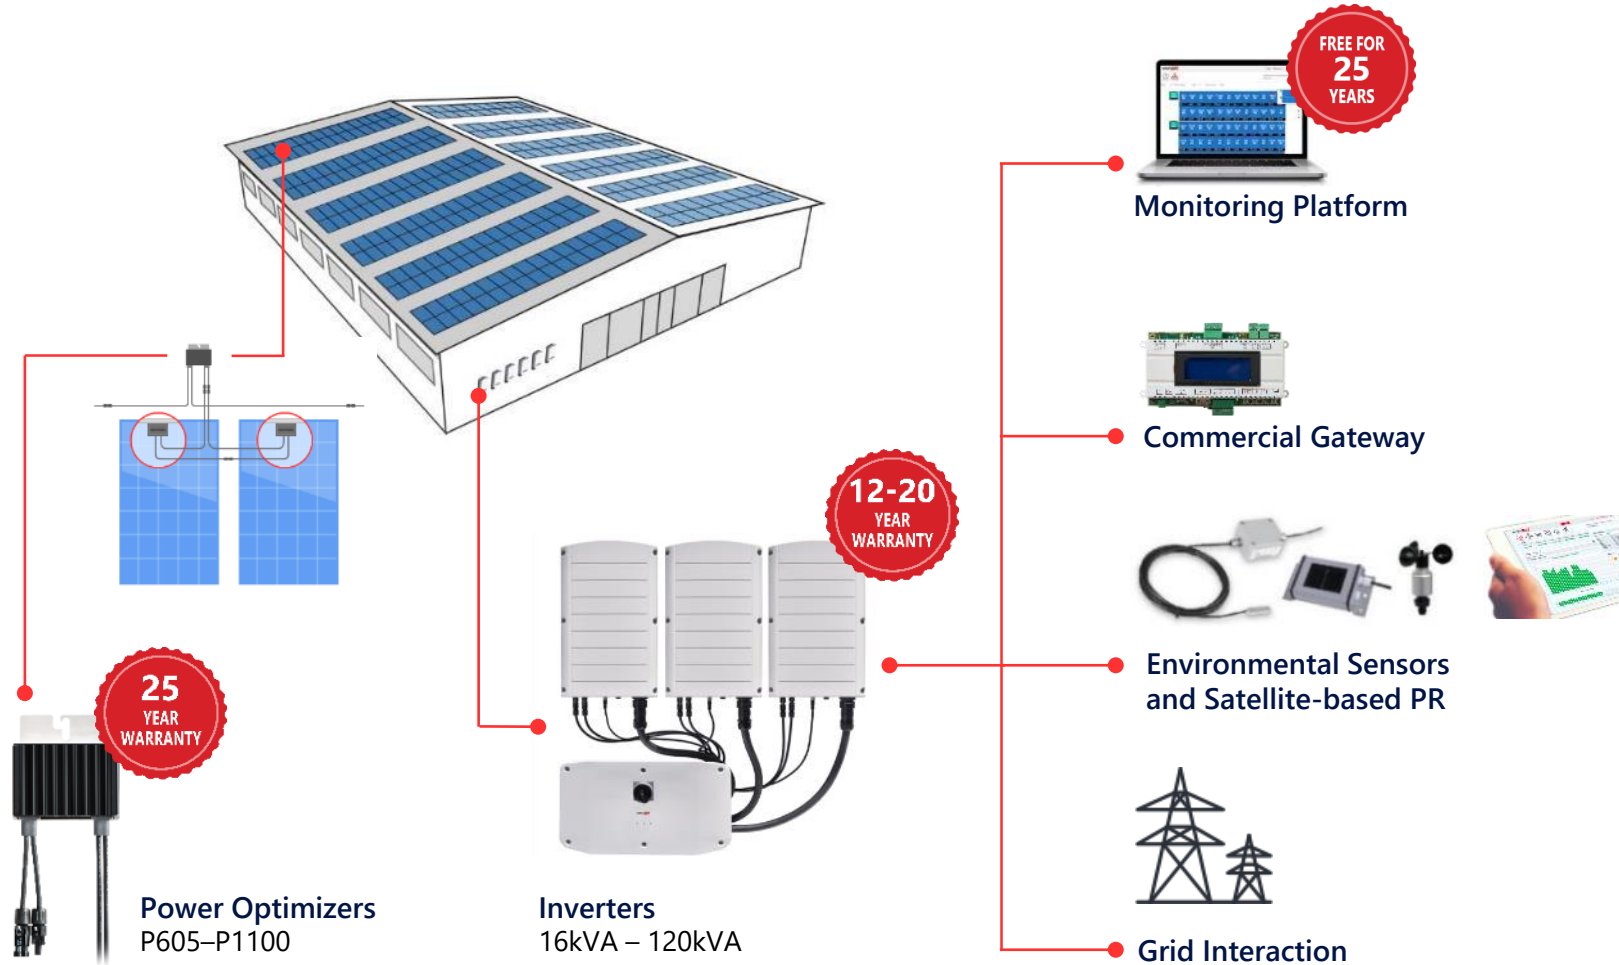 FREE FOR
25
YEARS
Monitoring Platform
Commercial Gateway
12-20
YEAR
WARRANTY
Environmental Sensors
and Satellite-based PR
25
YEAR
WARRANTY
Power Optimizers
P605–P1100
Inverters
16kVA – 120kVA
Grid Interaction